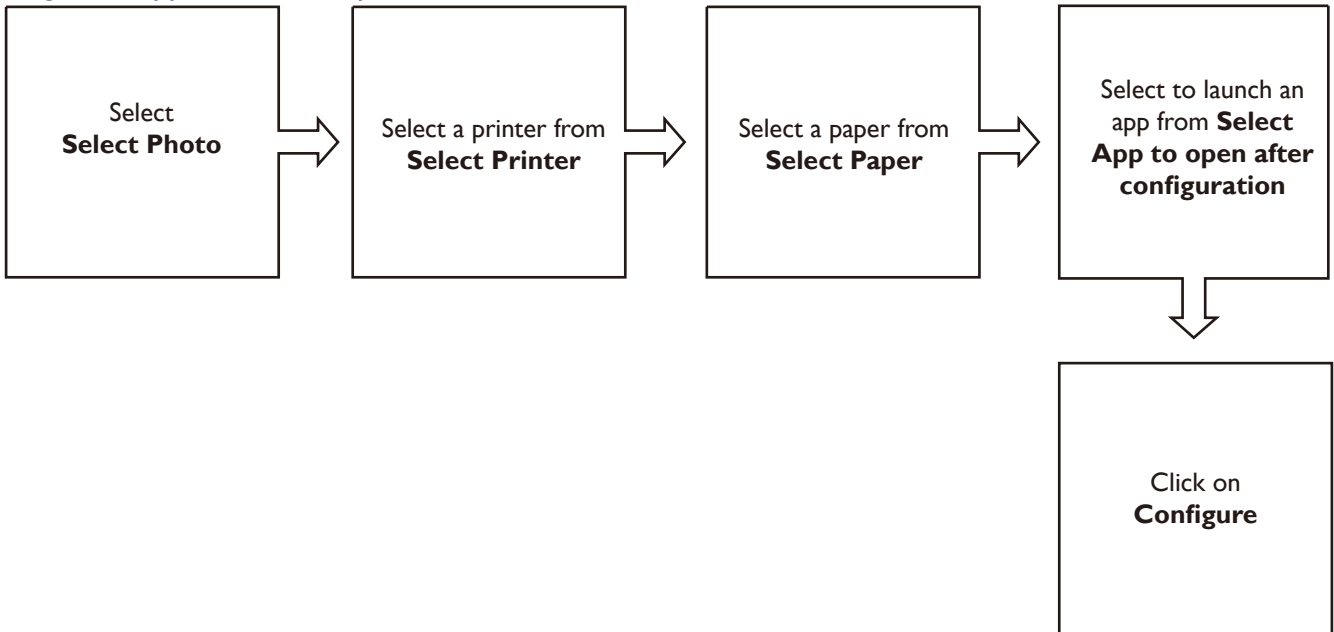 Select
Select Photo
Select a printer from
Select Printer
Select a paper from
Select Paper
Select to launch an
app from Select
App to open after
configuration
Click on
Configure